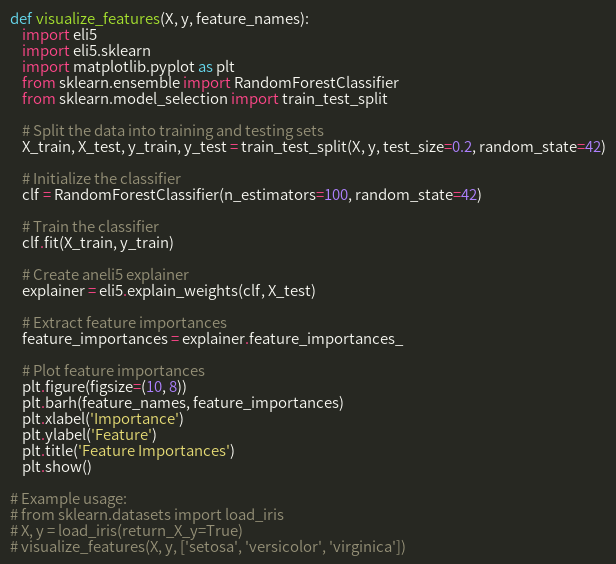 def visualize_features(X, y, feature_names):
    import eli5
    import eli5.sklearn
    import matplotlib.pyplot as plt
    from sklearn.ensemble import RandomForestClassifier
    from sklearn.model_selection import train_test_split

    # Split the data into training and testing sets
    X_train, X_test, y_train, y_test = train_test_split(X, y, test_size=0.2, random_state=42)

    # Initialize the classifier
    clf = RandomForestClassifier(n_estimators=100, random_state=42)

    # Train the classifier
    clf.fit(X_train, y_train)

    # Create aneli5 explainer
    explainer = eli5.explain_weights(clf, X_test)

    # Extract feature importances
    feature_importances = explainer.feature_importances_

    # Plot feature importances
    plt.figure(figsize=(10, 8))
    plt.barh(feature_names, feature_importances)
    plt.xlabel('Importance')
    plt.ylabel('Feature')
    plt.title('Feature Importances')
    plt.show()

# Example usage:
# from sklearn.datasets import load_iris
# X, y = load_iris(return_X_y=True)
# visualize_features(X, y, ['setosa', 'versicolor', 'virginica'])